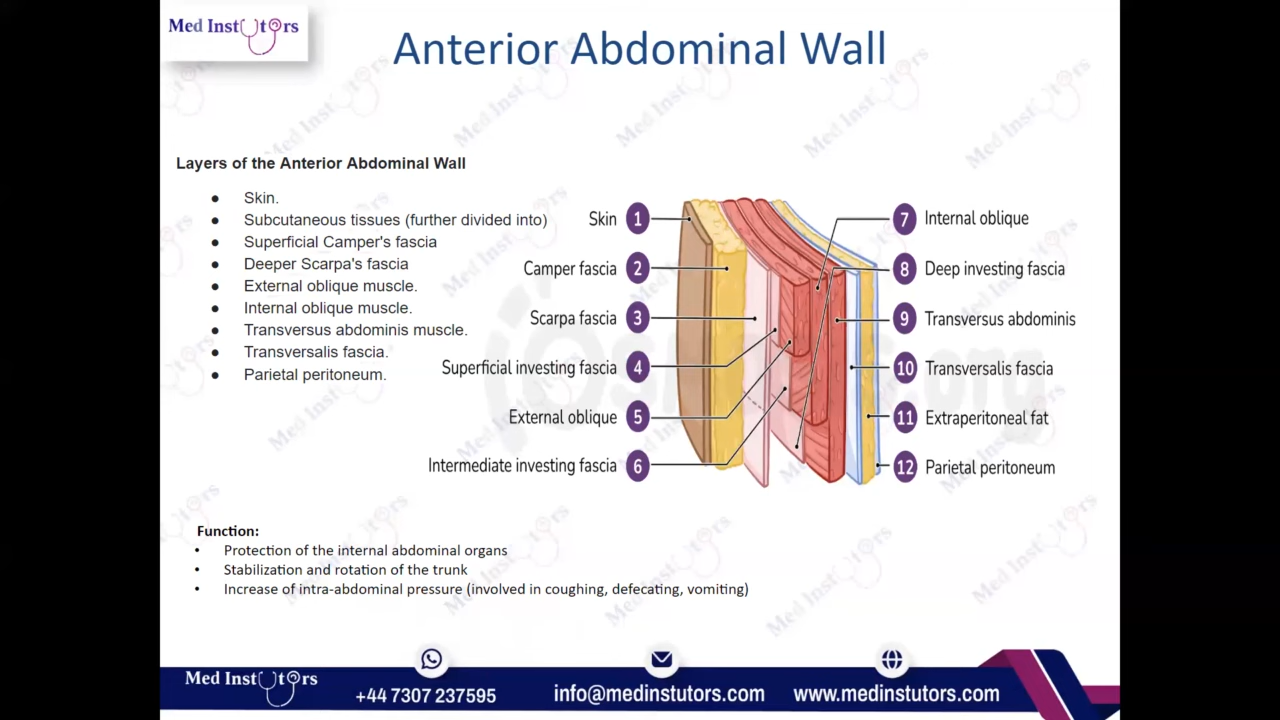 Med Instutors
Anterior Abdominal Wall
Layers of the Anterior Abdominal Wall
● Skin.
● Subcutaneous tissues (further divided into)
● Superficial Camper's fascia
● Deeper Scarpa's fascia
● External oblique muscle.
● Internal oblique muscle.
● Transversus abdominis muscle.
● Transversalis fascia.
● Parietal peritoneum.
Skin 1
Camper fascia 2
Scarpa fascia 3
Superficial investing fascia 4
External oblique 5
Intermediate investing fascia 6
7 Internal oblique
8 Deep investing fascia
9 Transversus abdominis
10 Transversalis fascia
11 Extraperitoneal fat
12 Parietal peritoneum
Function:
• Protection of the internal abdominal organs
• Stabilization and rotation of the trunk
• Increase of intra-abdominal pressure (involved in coughing, defecating, vomiting)
Med Instutors
+44 7307 237595
info@medinstutors.com
www.medinstutors.com